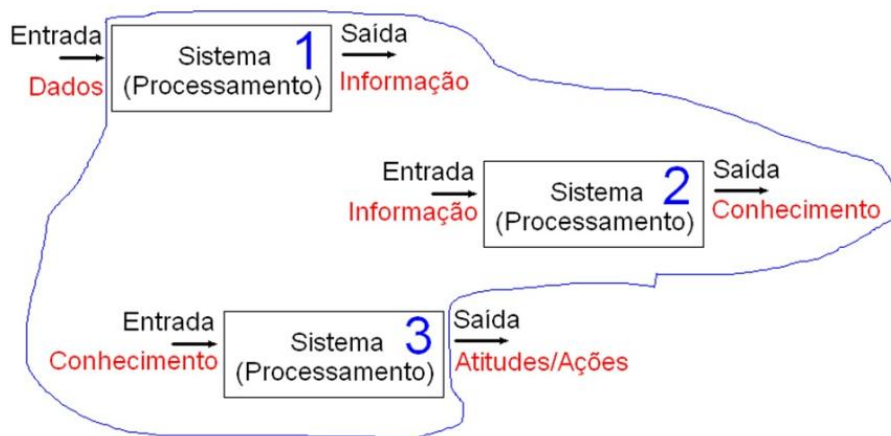 Entrada
Dados
Sistema 1
(Processamento)
Saída
Informação
Entrada
Informação
Sistema 2
(Processamento)
Saída
Conhecimento
Entrada
Conhecimento
Sistema 3
(Processamento)
Saída
Atitudes/Ações